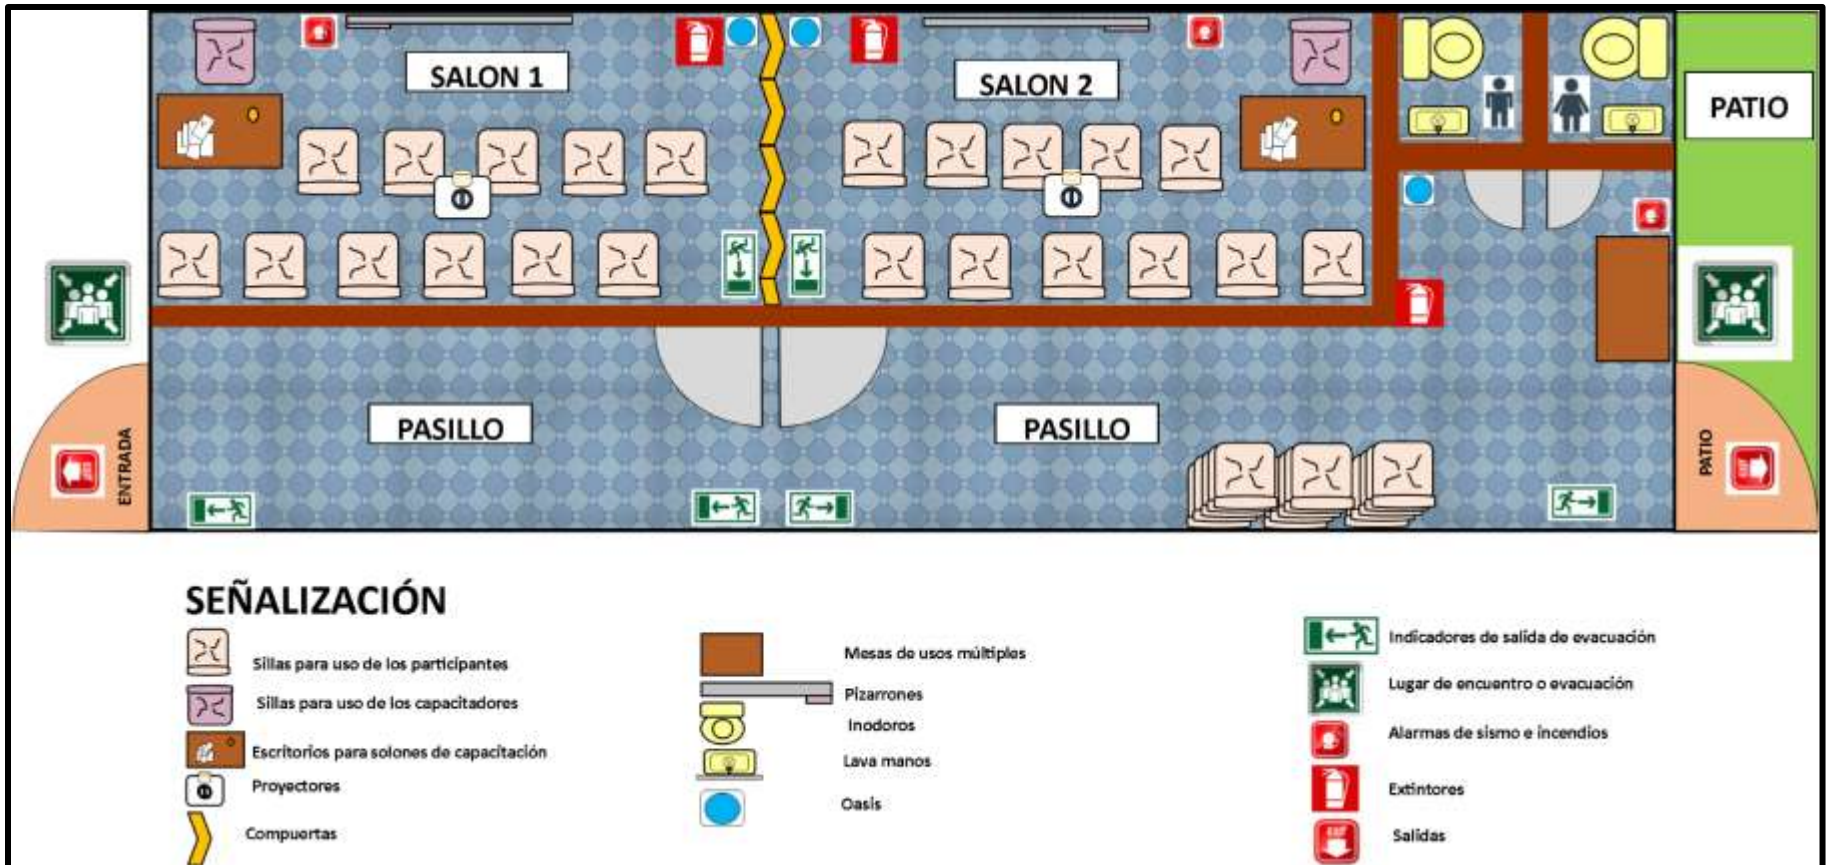 SALON 1
SALON 2
PATIO
PASILLO
PASILLO
ENTRADA
PATIO
SEÑALIZACIÓN
Sillas para uso de los participantes
Sillas para uso de los capacitadores
Escritorios para solones de capacitación
Proyectores
Compuertas
Mesas de usos múltiples
Pizarrones
Inodoros
Lava manos
Oasis
Indicadores de salida de evacuación
Lugar de encuentro o evacuación
Alarmas de sismo e incendios
Extintores
Salidas